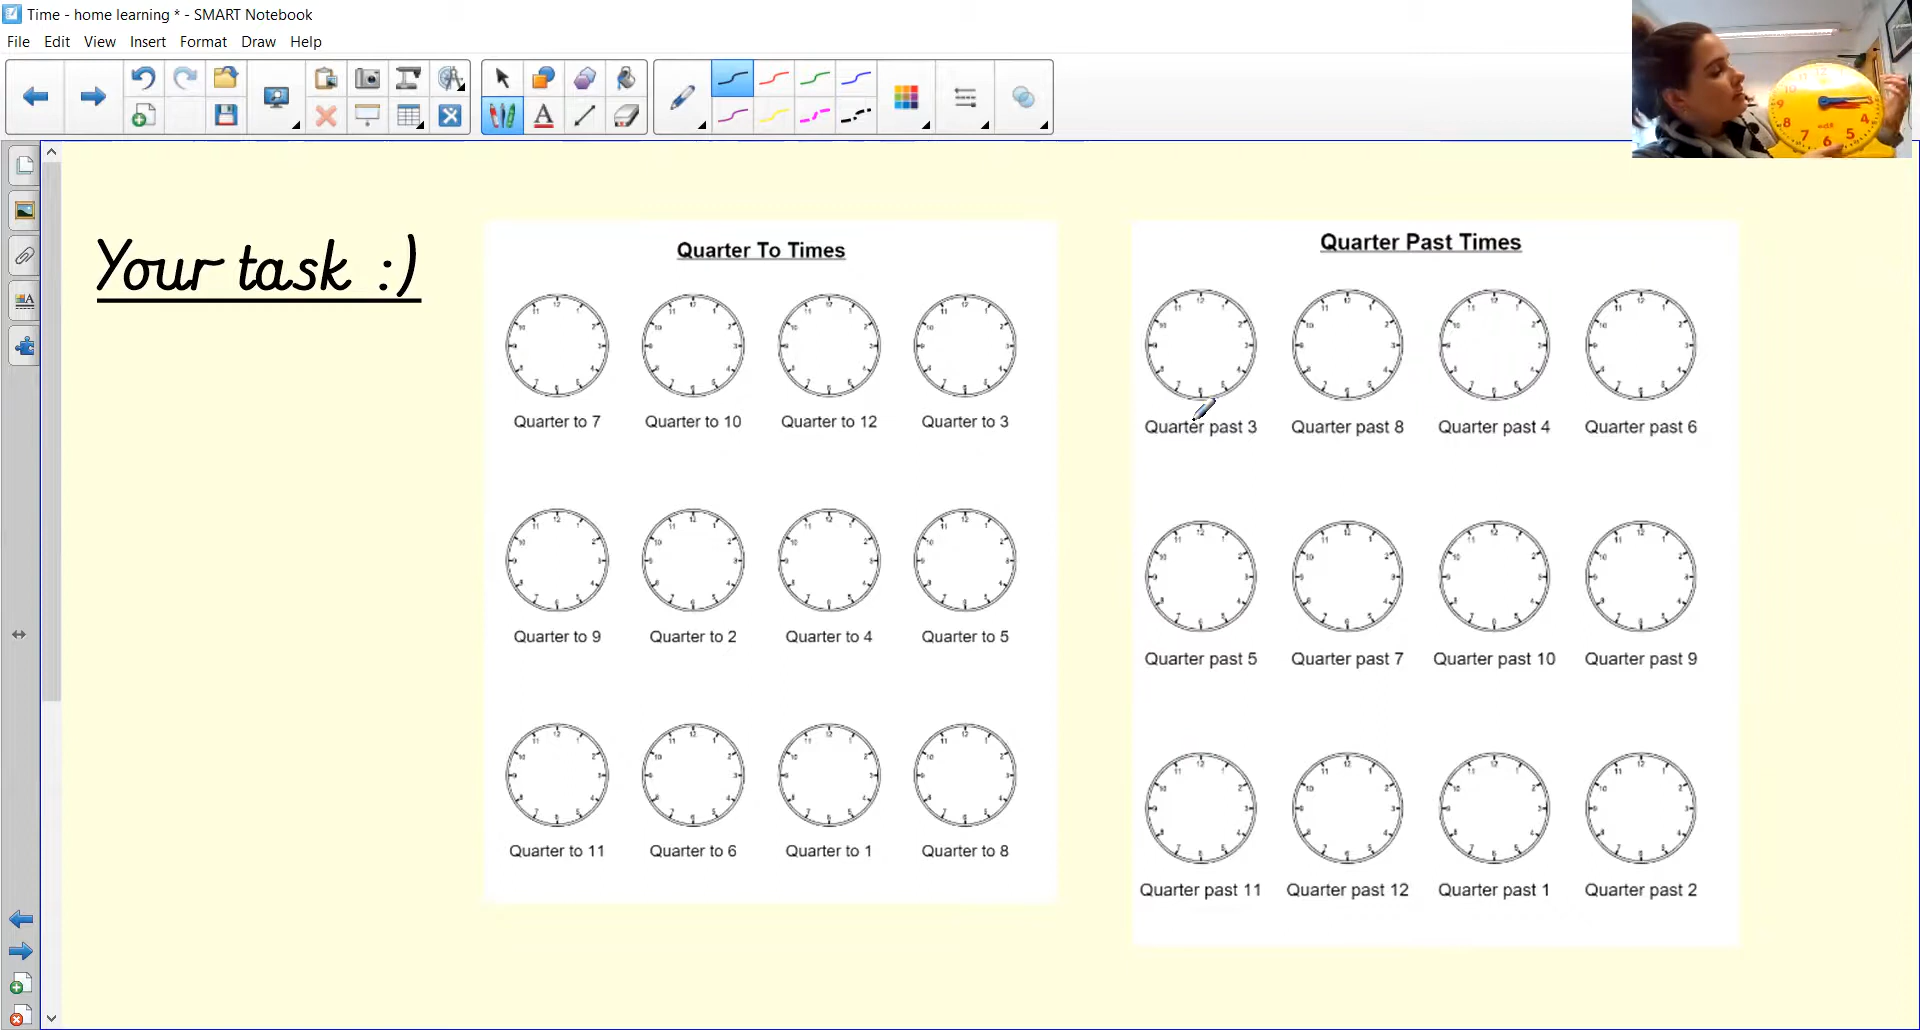 Time - home learning * - SMART Notebook
File Edit View Insert Format Draw Help
Your task :)
Quarter To Times
Quarter to 7 Quarter to 10 Quarter to 12 Quarter to 3
Quarter to 9 Quarter to 2 Quarter to 4 Quarter to 5
Quarter to 11 Quarter to 6 Quarter to 1 Quarter to 8
Quarter Past Times
Quarter past 3 Quarter past 8 Quarter past 4 Quarter past 6
Quarter past 5 Quarter past 7 Quarter past 10 Quarter past 9
Quarter past 11 Quarter past 12 Quarter past 1 Quarter past 2